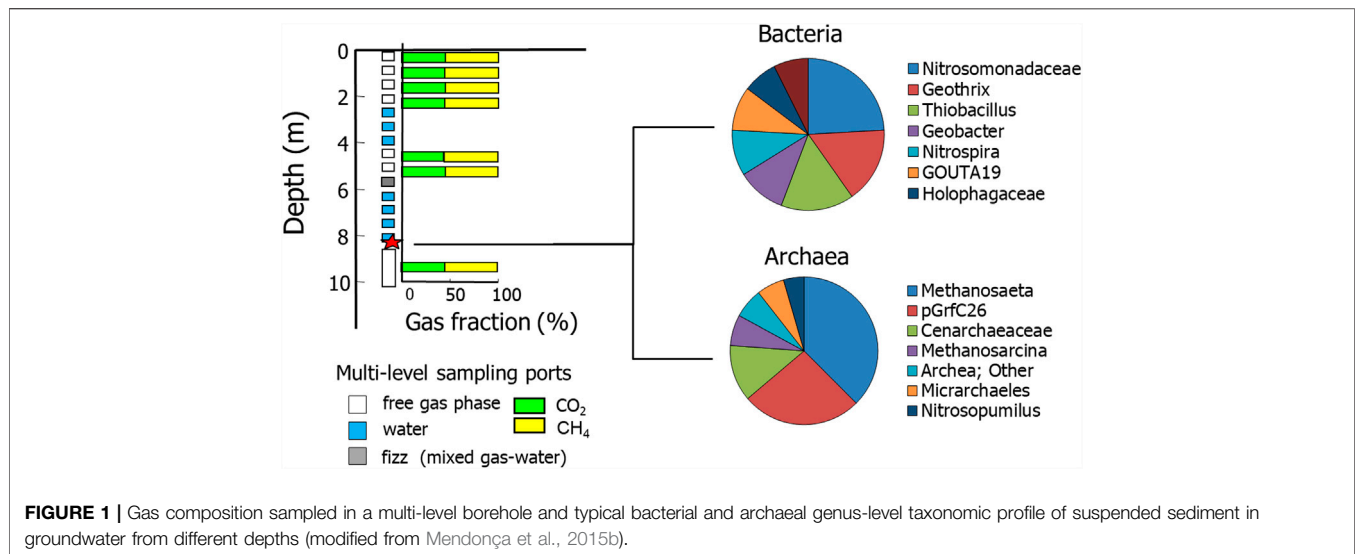 Bacteria
Nitrosomonadaceae
Geothrix
Thiobacillus
Geobacter
Nitrospira
GOUTA19
Holophagaceae
Depth (m)
0
2
4
6
8
10
0 50 100
Gas fraction (%)
Archaea
Methanosaeta
pGrfC26
Cenarchaeaceae
Methanosarcina
Archea; Other
Micrarchaeles
Nitrosopumilus
Multi-level sampling ports
free gas phase
water
fizz (mixed gas-water)
CO₂
CH₄
FIGURE 1 | Gas composition sampled in a multi-level borehole and typical bacterial and archaeal genus-level taxonomic profile of suspended sediment in
groundwater from different depths (modified from Mendonça et al., 2015b).